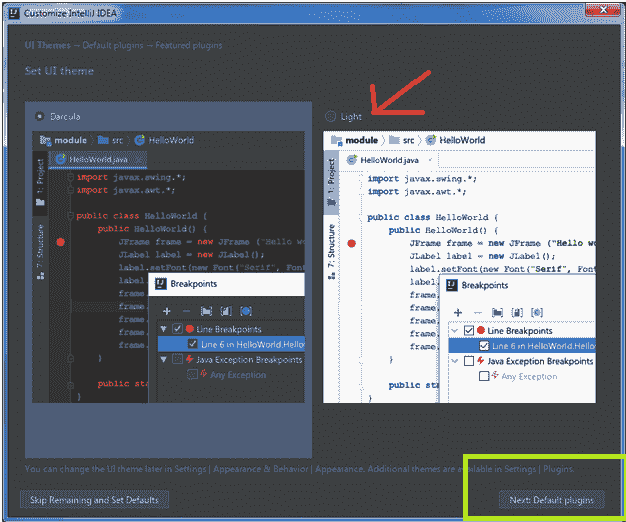 Customize IntelliJ IDEA
UI Themes → Default plugins → Featured plugins
Set UI theme
Darcula
module
src
HelloWorld
HelloWorld.java
1: Project
7: Structure
import javax.swing.*;
import javax.awt.*;
public class HelloWorld {
public HelloWorld() {
JFrame frame = new JFrame ("Hello wo
JLabel label = new JLabel();
label.setFont(new Font("Serif", Font
label.
frame.
frame.
frame.
frame.
frame.
}
public sta
}
Breakpoints
Line Breakpoints
Line 6 in HelloWorld.Hello
Java Exception Breakpoints
Any Exception
Light
module
src
HelloWorld
HelloWorld.java
1: Project
7: Structure
import javax.swing.*;
import javax.awt.*;
public class HelloWorld {
public HelloWorld() {
JFrame frame = new JFrame ("Hello w
JLabel label = new JLabel();
label.setFont(new Font("Serif", Fon
label.
frame.
frame.
frame.
frame.
frame.
}
public sta
}
Breakpoints
Line Breakpoints
Line 6 in HelloWorld.Hello
Java Exception Breakpoints
Any Exception
You can change the UI theme later in Settings | Appearance & Behavior | Appearance. Additional themes are available in Settings | Plugins.
Skip Remaining and Set Defaults
Next: Default plugins